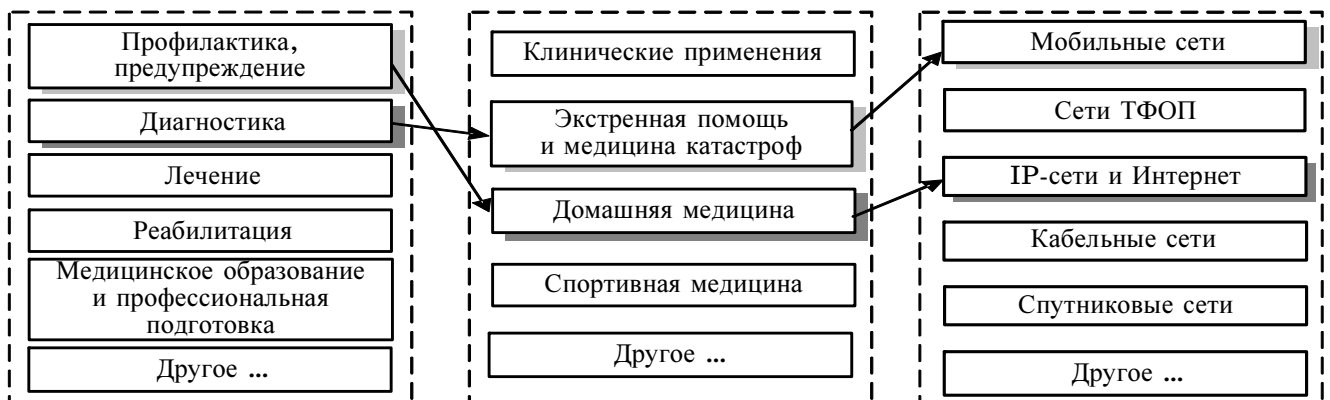 Профилактика,
предупреждение
Диагностика
Лечение
Реабилитация
Медицинское образование
и профессиональная
подготовка
Другое ...
Клинические применения
Экстренная помощь
и медицина катастроф
Домашняя медицина
Спортивная медицина
Другое ...
Мобильные сети
Сети ТФОП
IP-сети и Интернет
Кабельные сети
Спутниковые сети
Другое ...